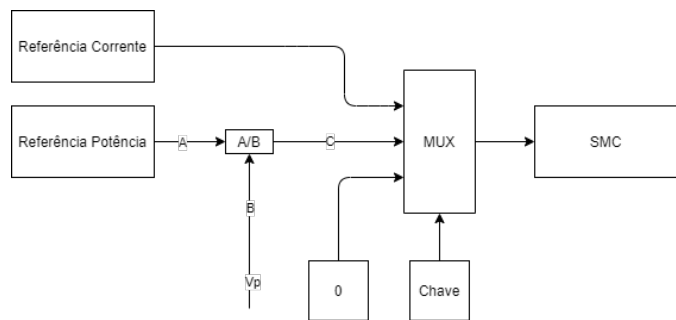 Referência Corrente
Referência Potência
A
A/B
C
MUX
SMC
B
Vp
0
Chave